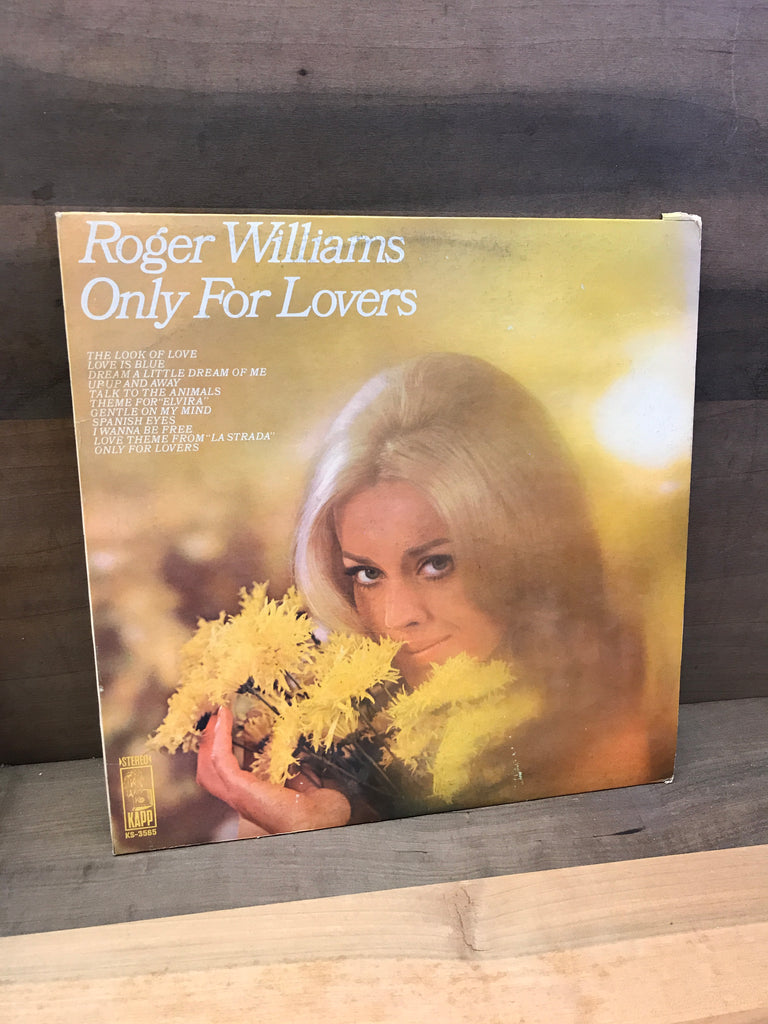 Roger Williams
Only For Lovers
THE LOOK OF LOVE
LOVE IS BLUE
DREAM A LITTLE DREAM OF ME
UP UP AND AWAY
TALK TO THE ANIMALS
THEME FOR "ELVIRA"
GENTLE ON MY MIND
SPANISH EYES
I WANNA BE FREE
LOVE THEME FROM "LA STRADA"
ONLY FOR LOVERS
STEREO
KAPP
KS-3565